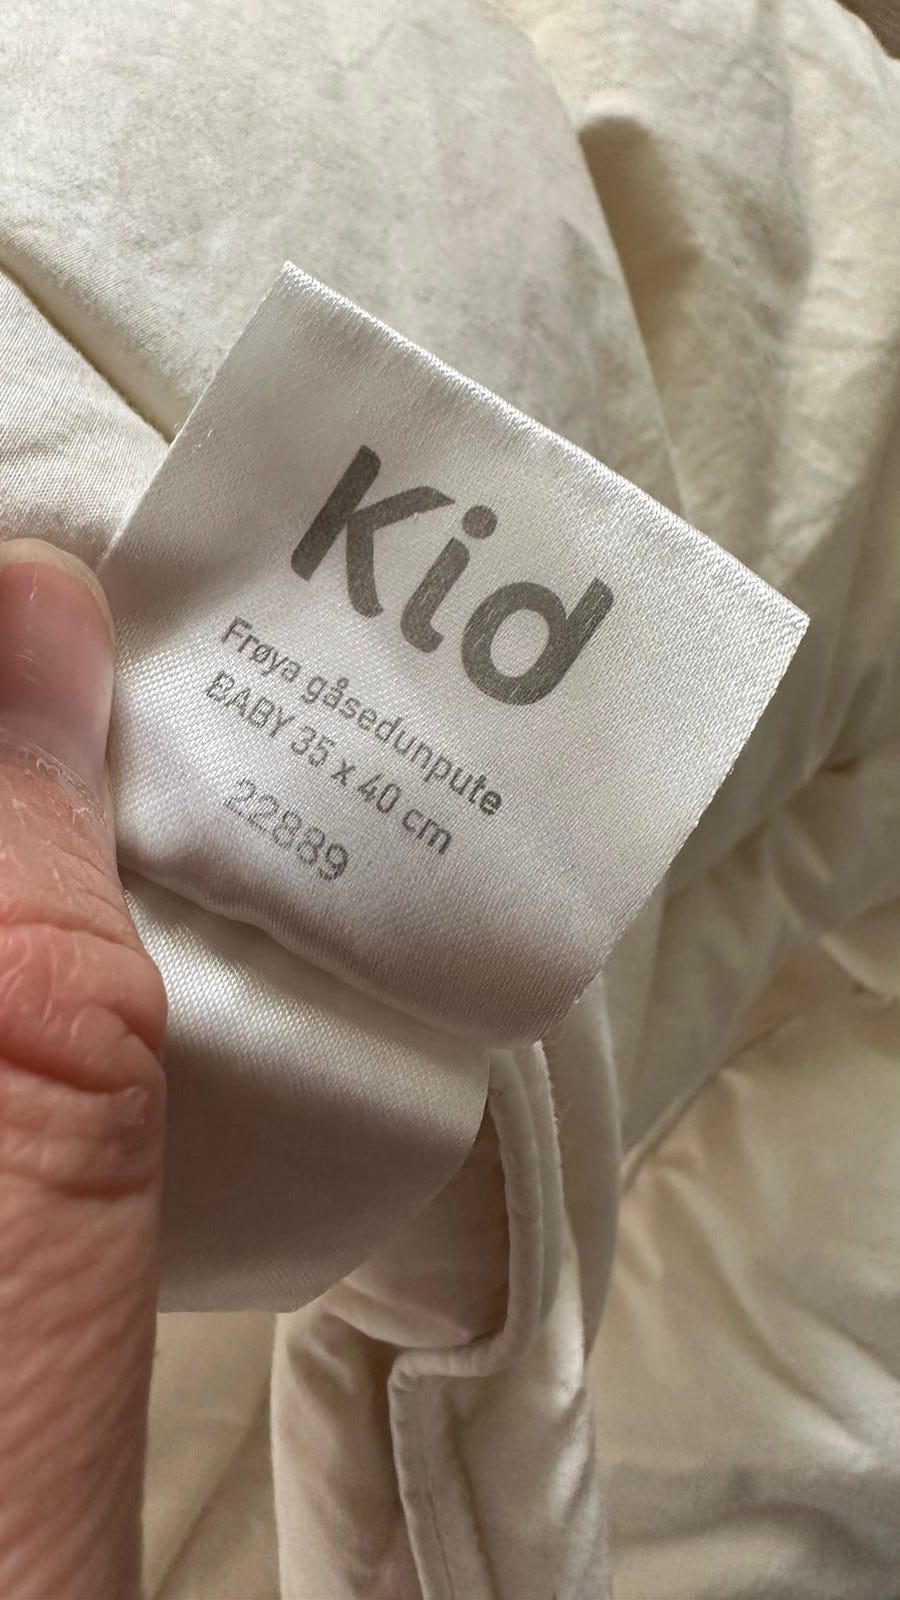 Kid
Frøya gåsedunpute
BABY 35 x 40 cm
22889